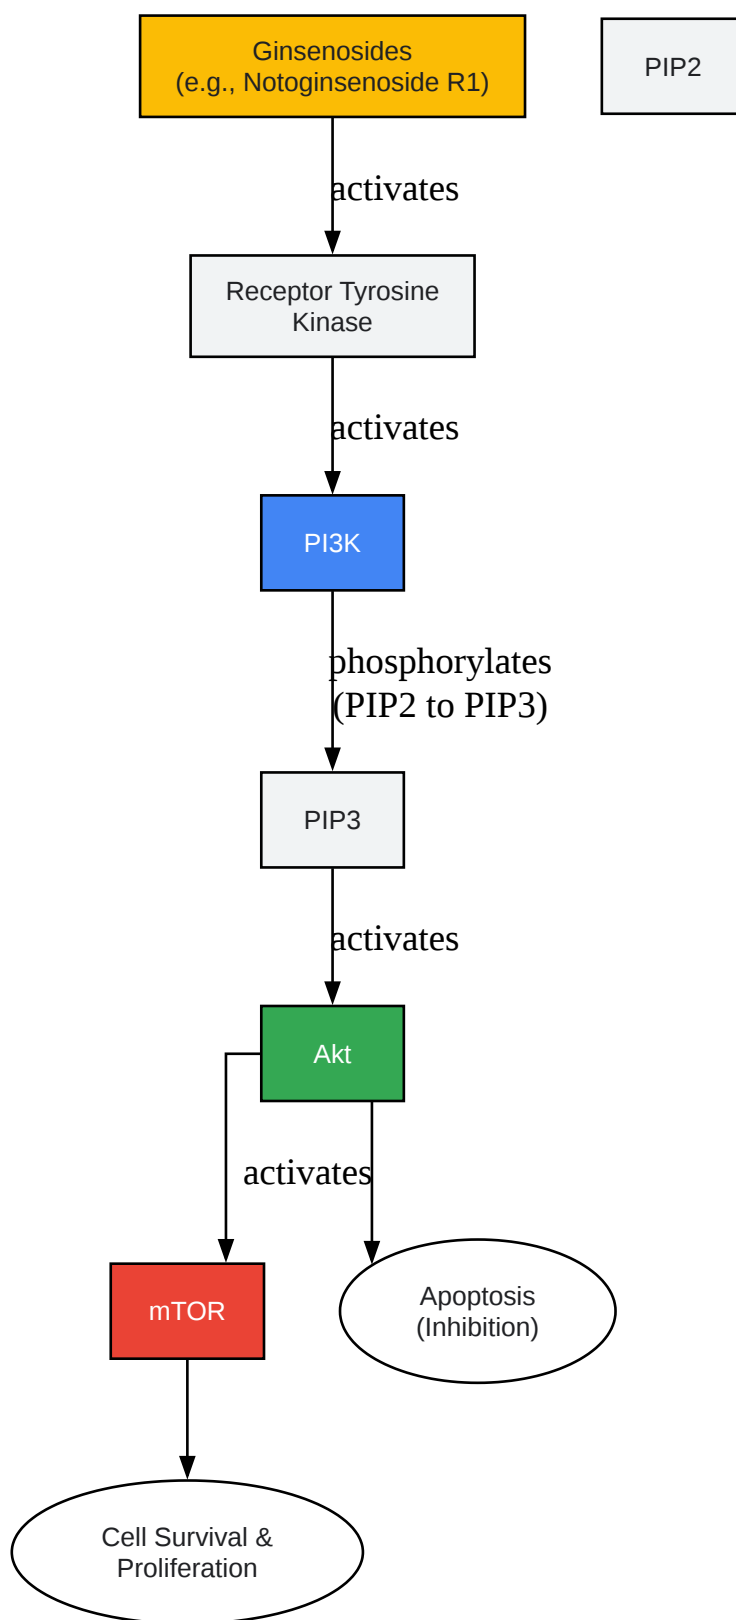 Ginsenosides
(e.g., Notoginsenoside R1)
PIP2
activates
Receptor Tyrosine
Kinase
activates
PI3K
phosphorylates
(PIP2 to PIP3)
PIP3
activates
Akt
activates
mTOR
Apoptosis
(Inhibition)
Cell Survival &
Proliferation